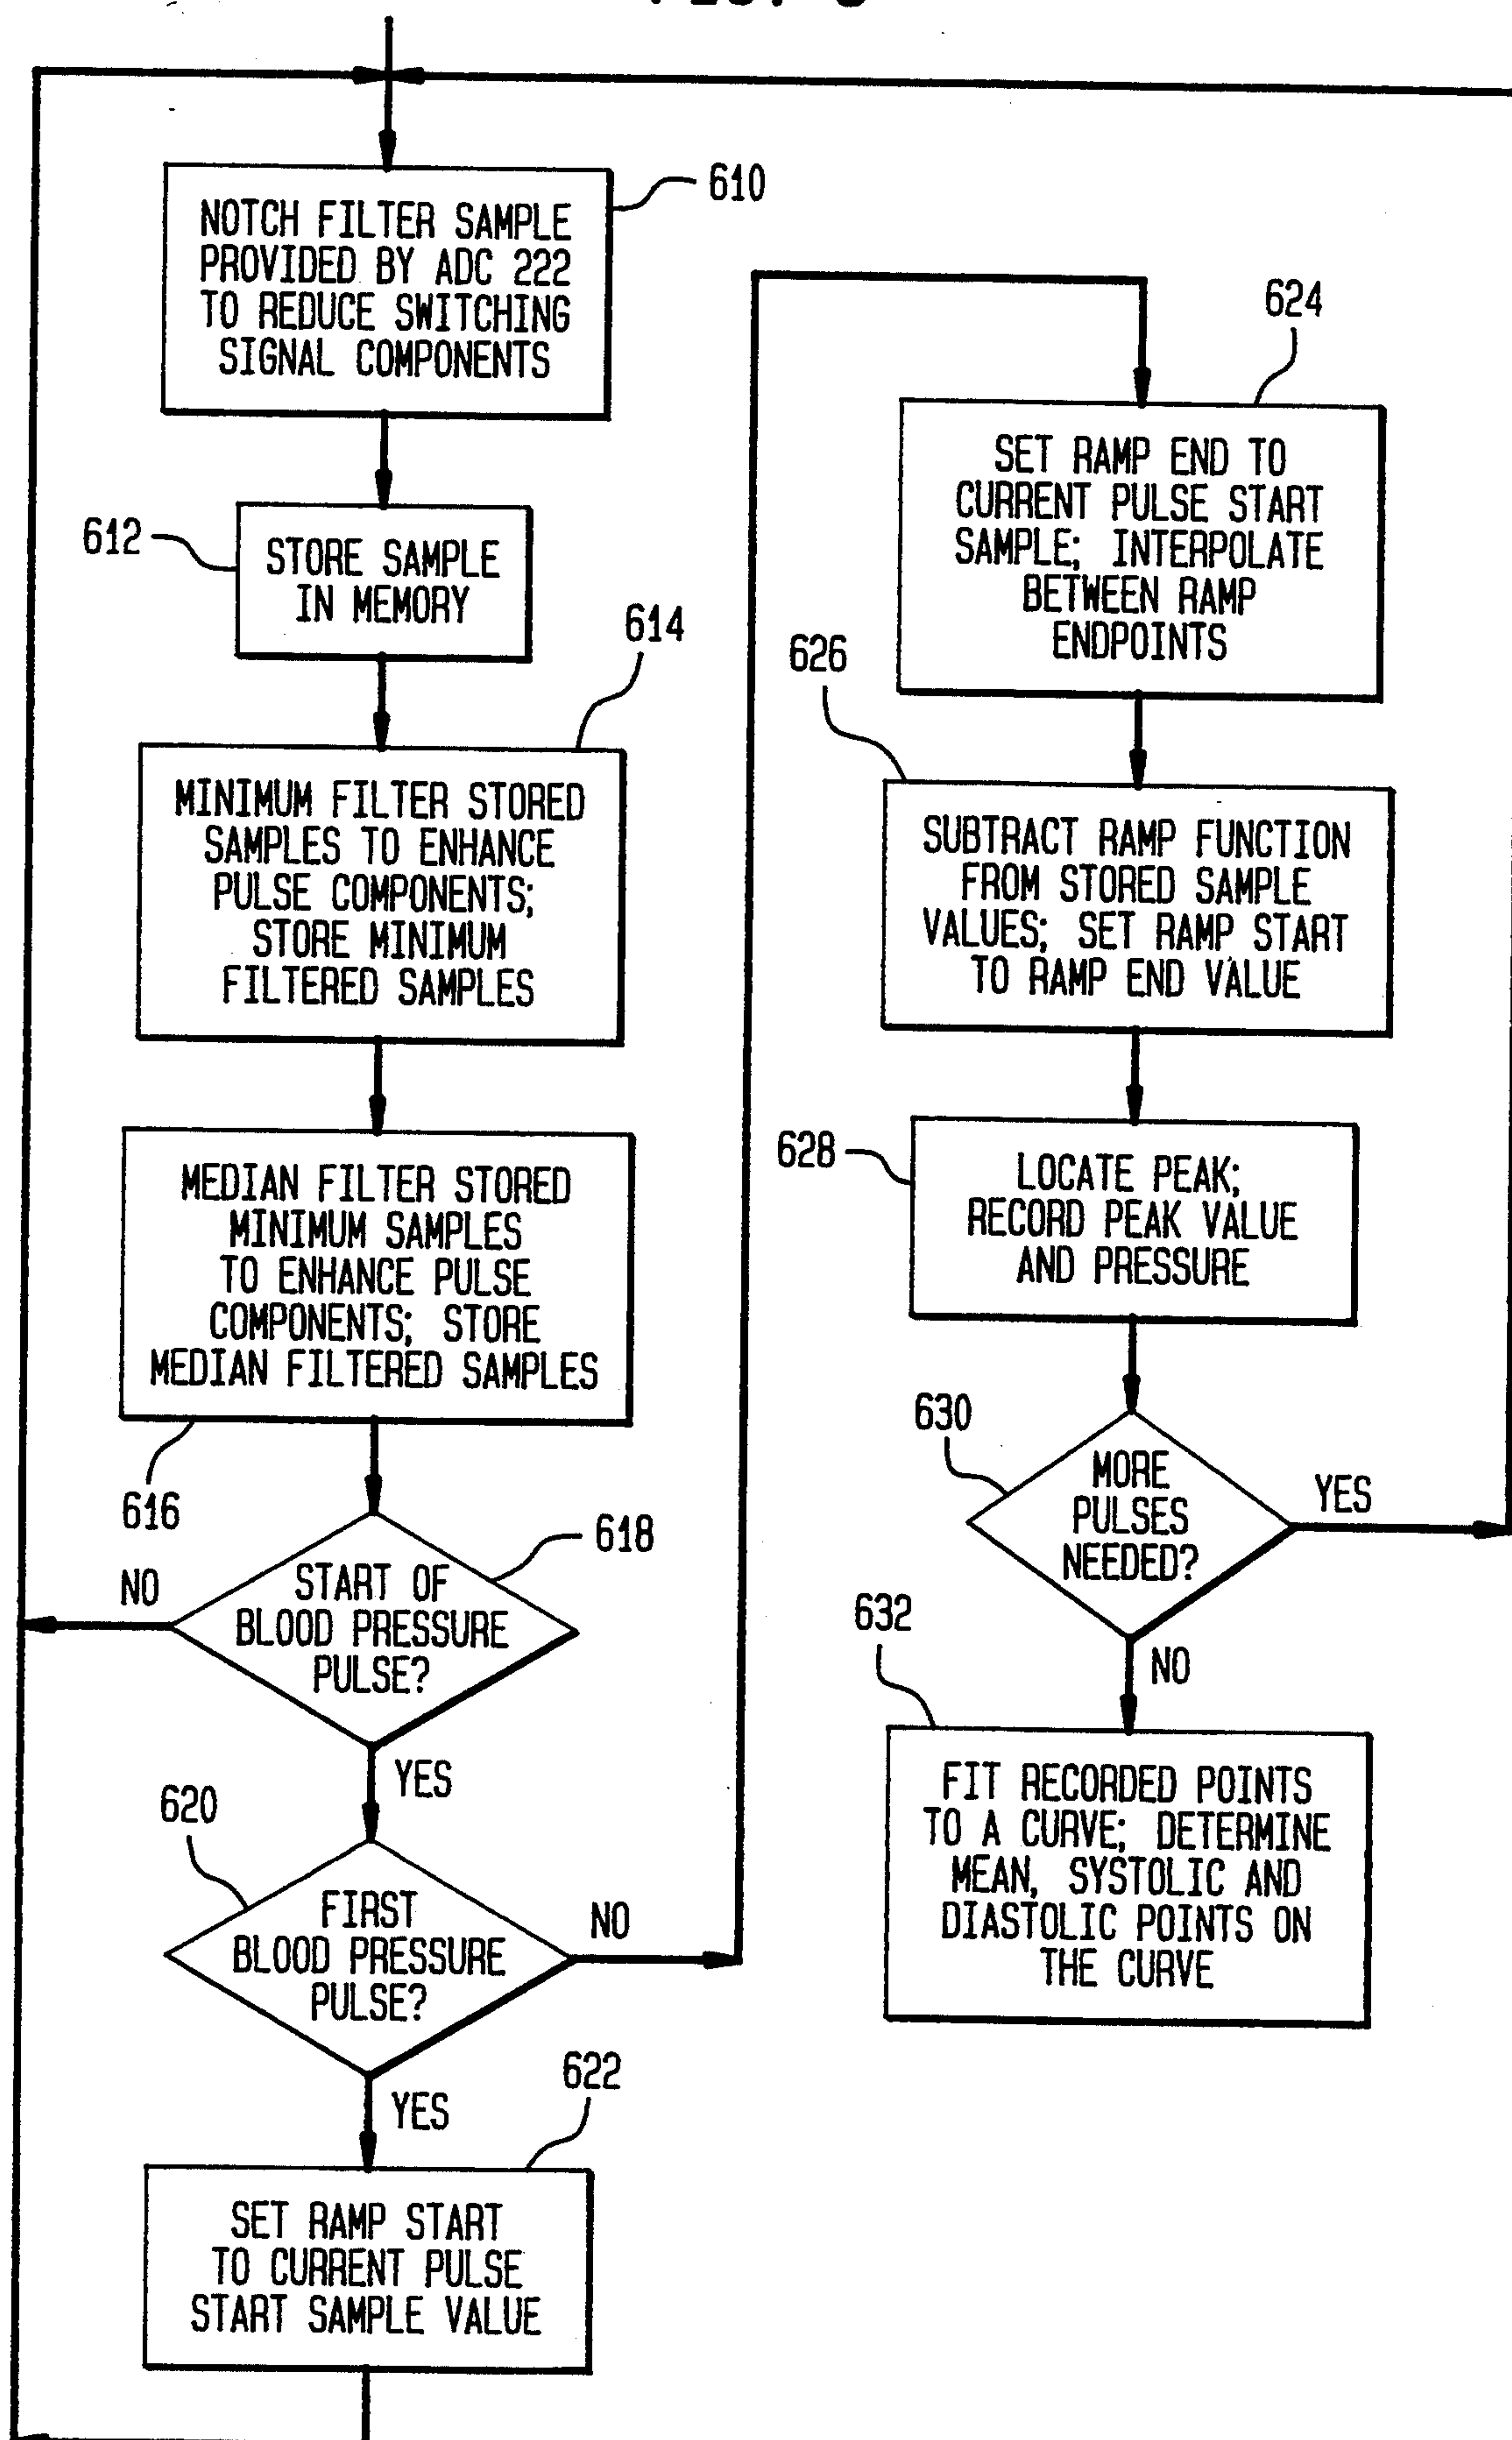 610
NOTCH FILTER SAMPLE
PROVIDED BY ADC 222
TO REDUCE SWITCHING
SIGNAL COMPONENTS
612
STORE SAMPLE
IN MEMORY
614
MINIMUM FILTER STORED
SAMPLES TO ENHANCE
PULSE COMPONENTS;
STORE MINIMUM
FILTERED SAMPLES
MEDIAN FILTER STORED
MINIMUM SAMPLES
TO ENHANCE PULSE
COMPONENTS; STORE
MEDIAN FILTERED SAMPLES
616
618
NO
START OF
BLOOD PRESSURE
PULSE?
YES
620
FIRST
BLOOD PRESSURE
PULSE?
NO
YES
622
SET RAMP START
TO CURRENT PULSE
START SAMPLE VALUE
624
SET RAMP END TO
CURRENT PULSE START
SAMPLE; INTERPOLATE
BETWEEN RAMP
ENDPOINTS
626
SUBTRACT RAMP FUNCTION
FROM STORED SAMPLE
VALUES; SET RAMP START
TO RAMP END VALUE
628
LOCATE PEAK;
RECORD PEAK VALUE
AND PRESSURE
630
MORE
PULSES
NEEDED?
YES
NO
632
FIT RECORDED POINTS
TO A CURVE; DETERMINE
MEAN, SYSTOLIC AND
DIASTOLIC POINTS ON
THE CURVE